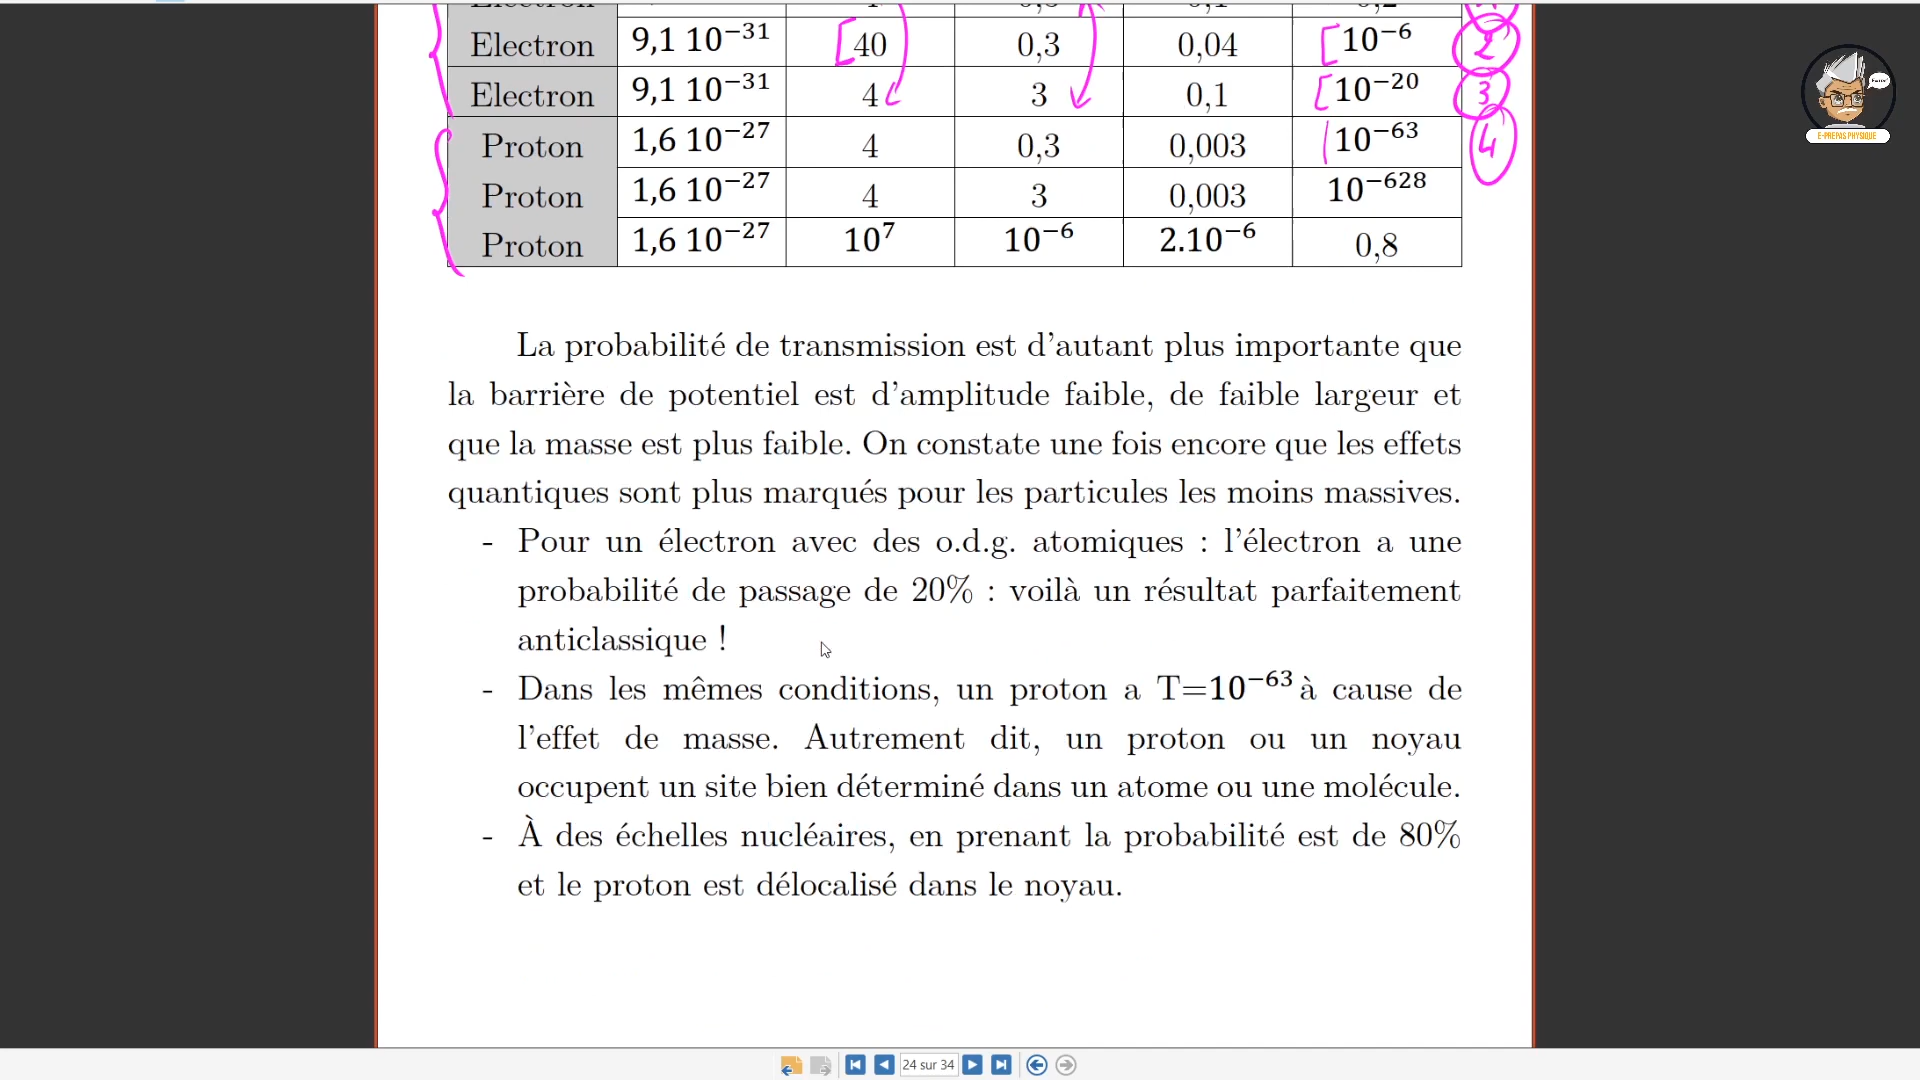 Electron 9,1 10⁻³¹ [40 0,3 0,04 [10⁻⁶ 2
Electron 9,1 10⁻³¹ 4 3 0,1 [10⁻²⁰ 3
Proton 1,6 10⁻²⁷ 4 0,3 0,003 10⁻⁶³ 4
Proton 1,6 10⁻²⁷ 4 3 0,003 10⁻⁶²⁸
Proton 1,6 10⁻²⁷ 10⁷ 10⁻⁶ 2.10⁻⁶ 0,8
E-PREPAS PHYSIQUE
La probabilité de transmission est d'autant plus importante que
la barrière de potentiel est d'amplitude faible, de faible largeur et
que la masse est plus faible. On constate une fois encore que les effets
quantiques sont plus marqués pour les particules les moins massives.
- Pour un électron avec des o.d.g. atomiques : l'électron a une
probabilité de passage de 20% : voilà un résultat parfaitement
anticlassique !
- Dans les mêmes conditions, un proton a T=10⁻⁶³ à cause de
l'effet de masse. Autrement dit, un proton ou un noyau
occupent un site bien déterminé dans un atome ou une molécule.
- À des échelles nucléaires, en prenant la probabilité est de 80%
et le proton est délocalisé dans le noyau.
24 sur 34